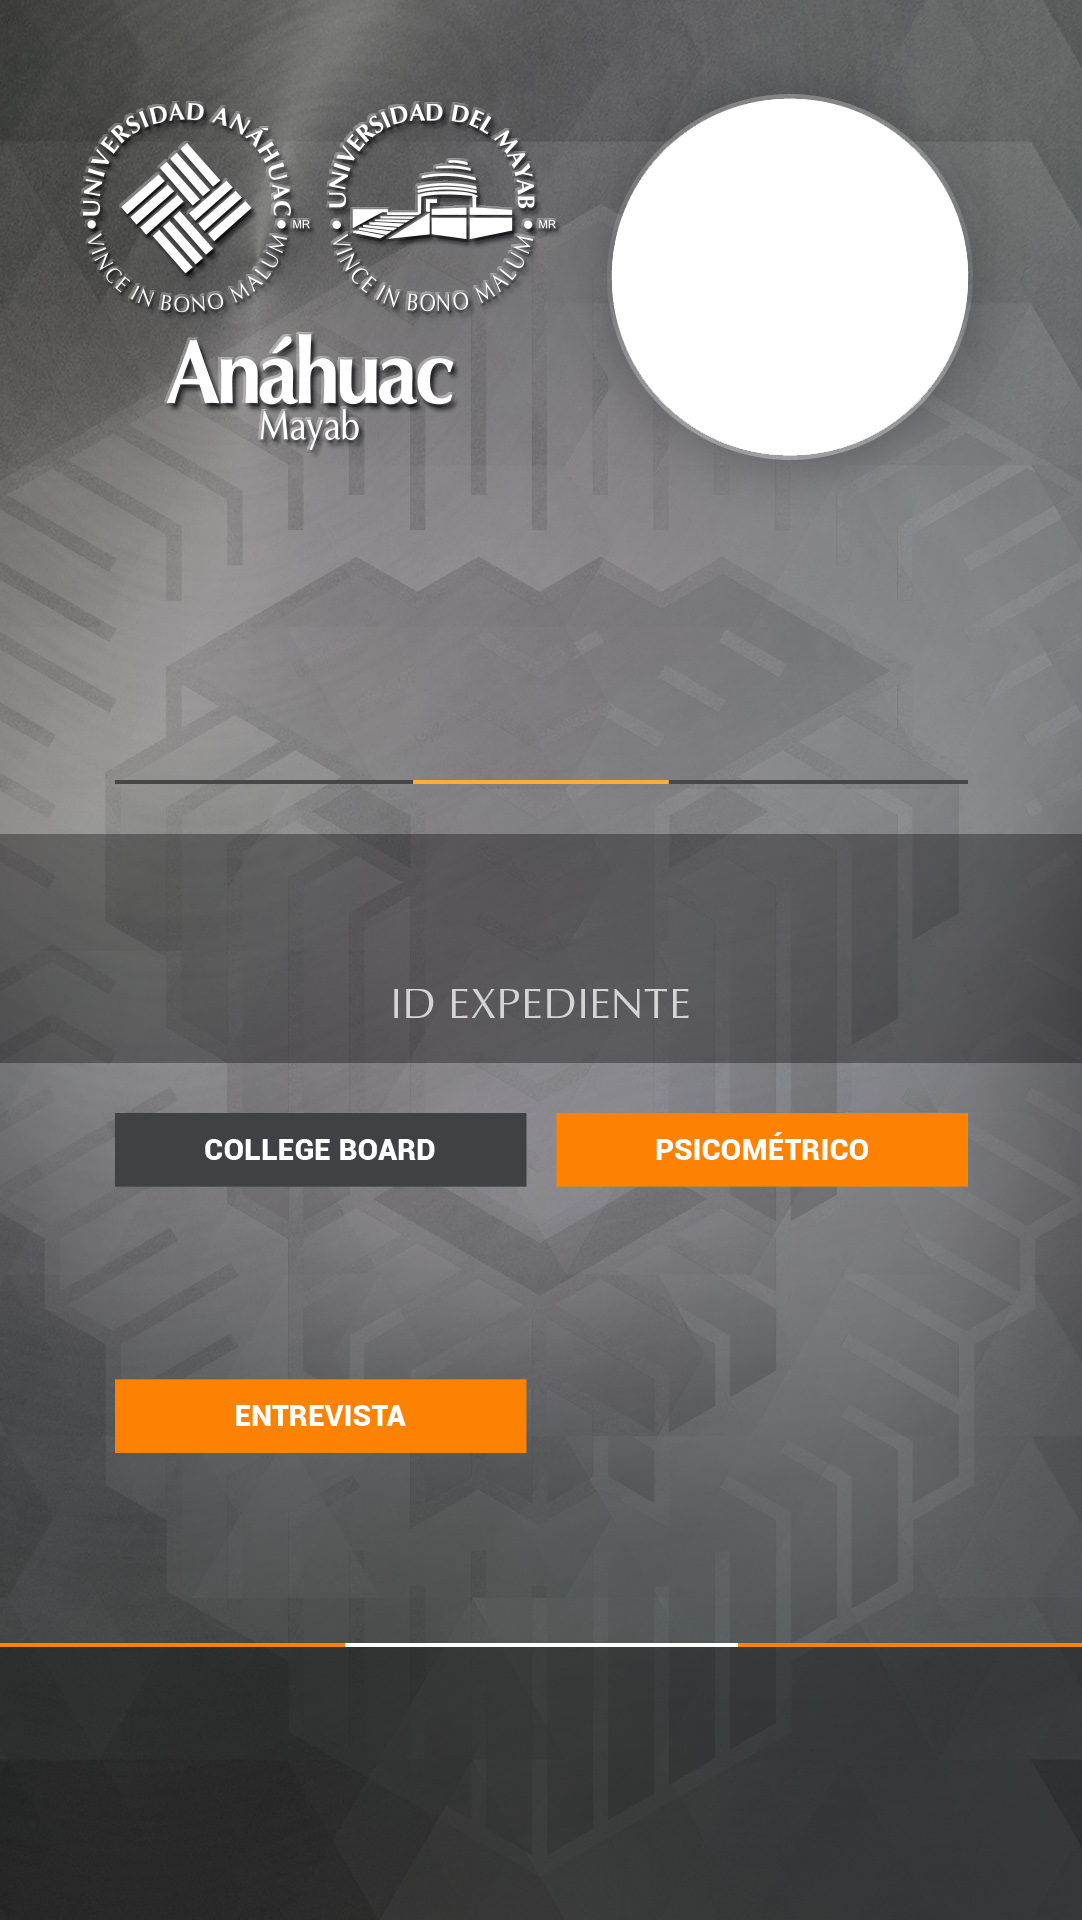 UNIVERSIDAD ANÁHUAC
MR
VINCE IN BONO MALUM
UNIVERSIDAD DEL MAYAB
MR
VINCE IN BONO MALUM
Anáhuac
Mayab
ID EXPEDIENTE
COLLEGE BOARD
PSICOMÉTRICO
ENTREVISTA